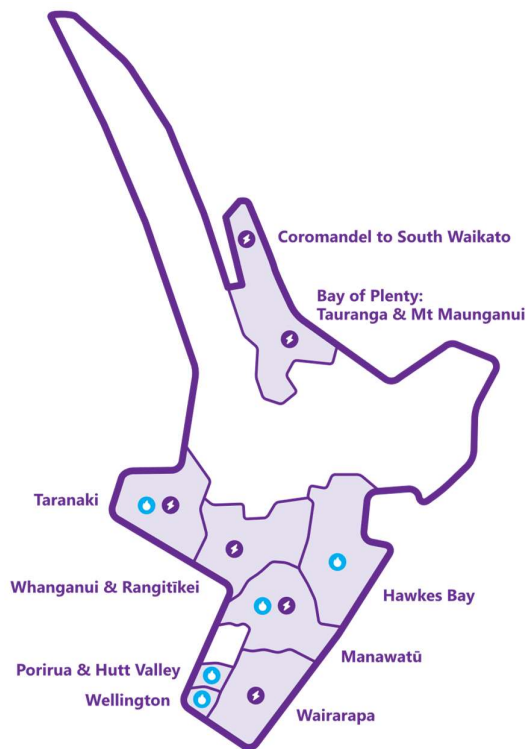 Coromandel to South Waikato
Bay of Plenty:
Tauranga & Mt Maunganui
Taranaki
Whanganui & Rangitīkei
Hawkes Bay
Manawatū
Porirua & Hutt Valley
Wellington
Wairarapa